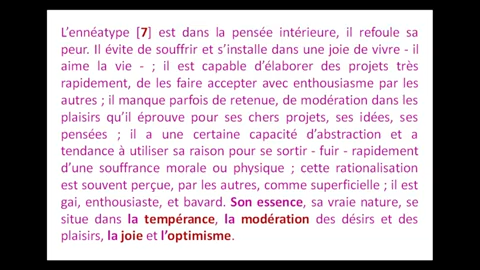 L’ennéatype [7] est dans la pensée intérieure, il refoule sa
peur. Il évite de souffrir et s’installe dans une joie de vivre - il
aime la vie - ; il est capable d’élaborer des projets très
rapidement, de les faire accepter avec enthousiasme par les
autres ; il manque parfois de retenue, de modération dans les
plaisirs qu’il éprouve pour ses chers projets, ses idées, ses
pensées ; il a une certaine capacité d’abstraction et a
tendance à utiliser sa raison pour se sortir - fuir - rapidement
d’une souffrance morale ou physique ; cette rationalisation
est souvent perçue, par les autres, comme superficielle ; il est
gai, enthousiaste, et bavard. Son essence, sa vraie nature, se
situe dans la tempérance, la modération des désirs et des
plaisirs, la joie et l’optimisme.